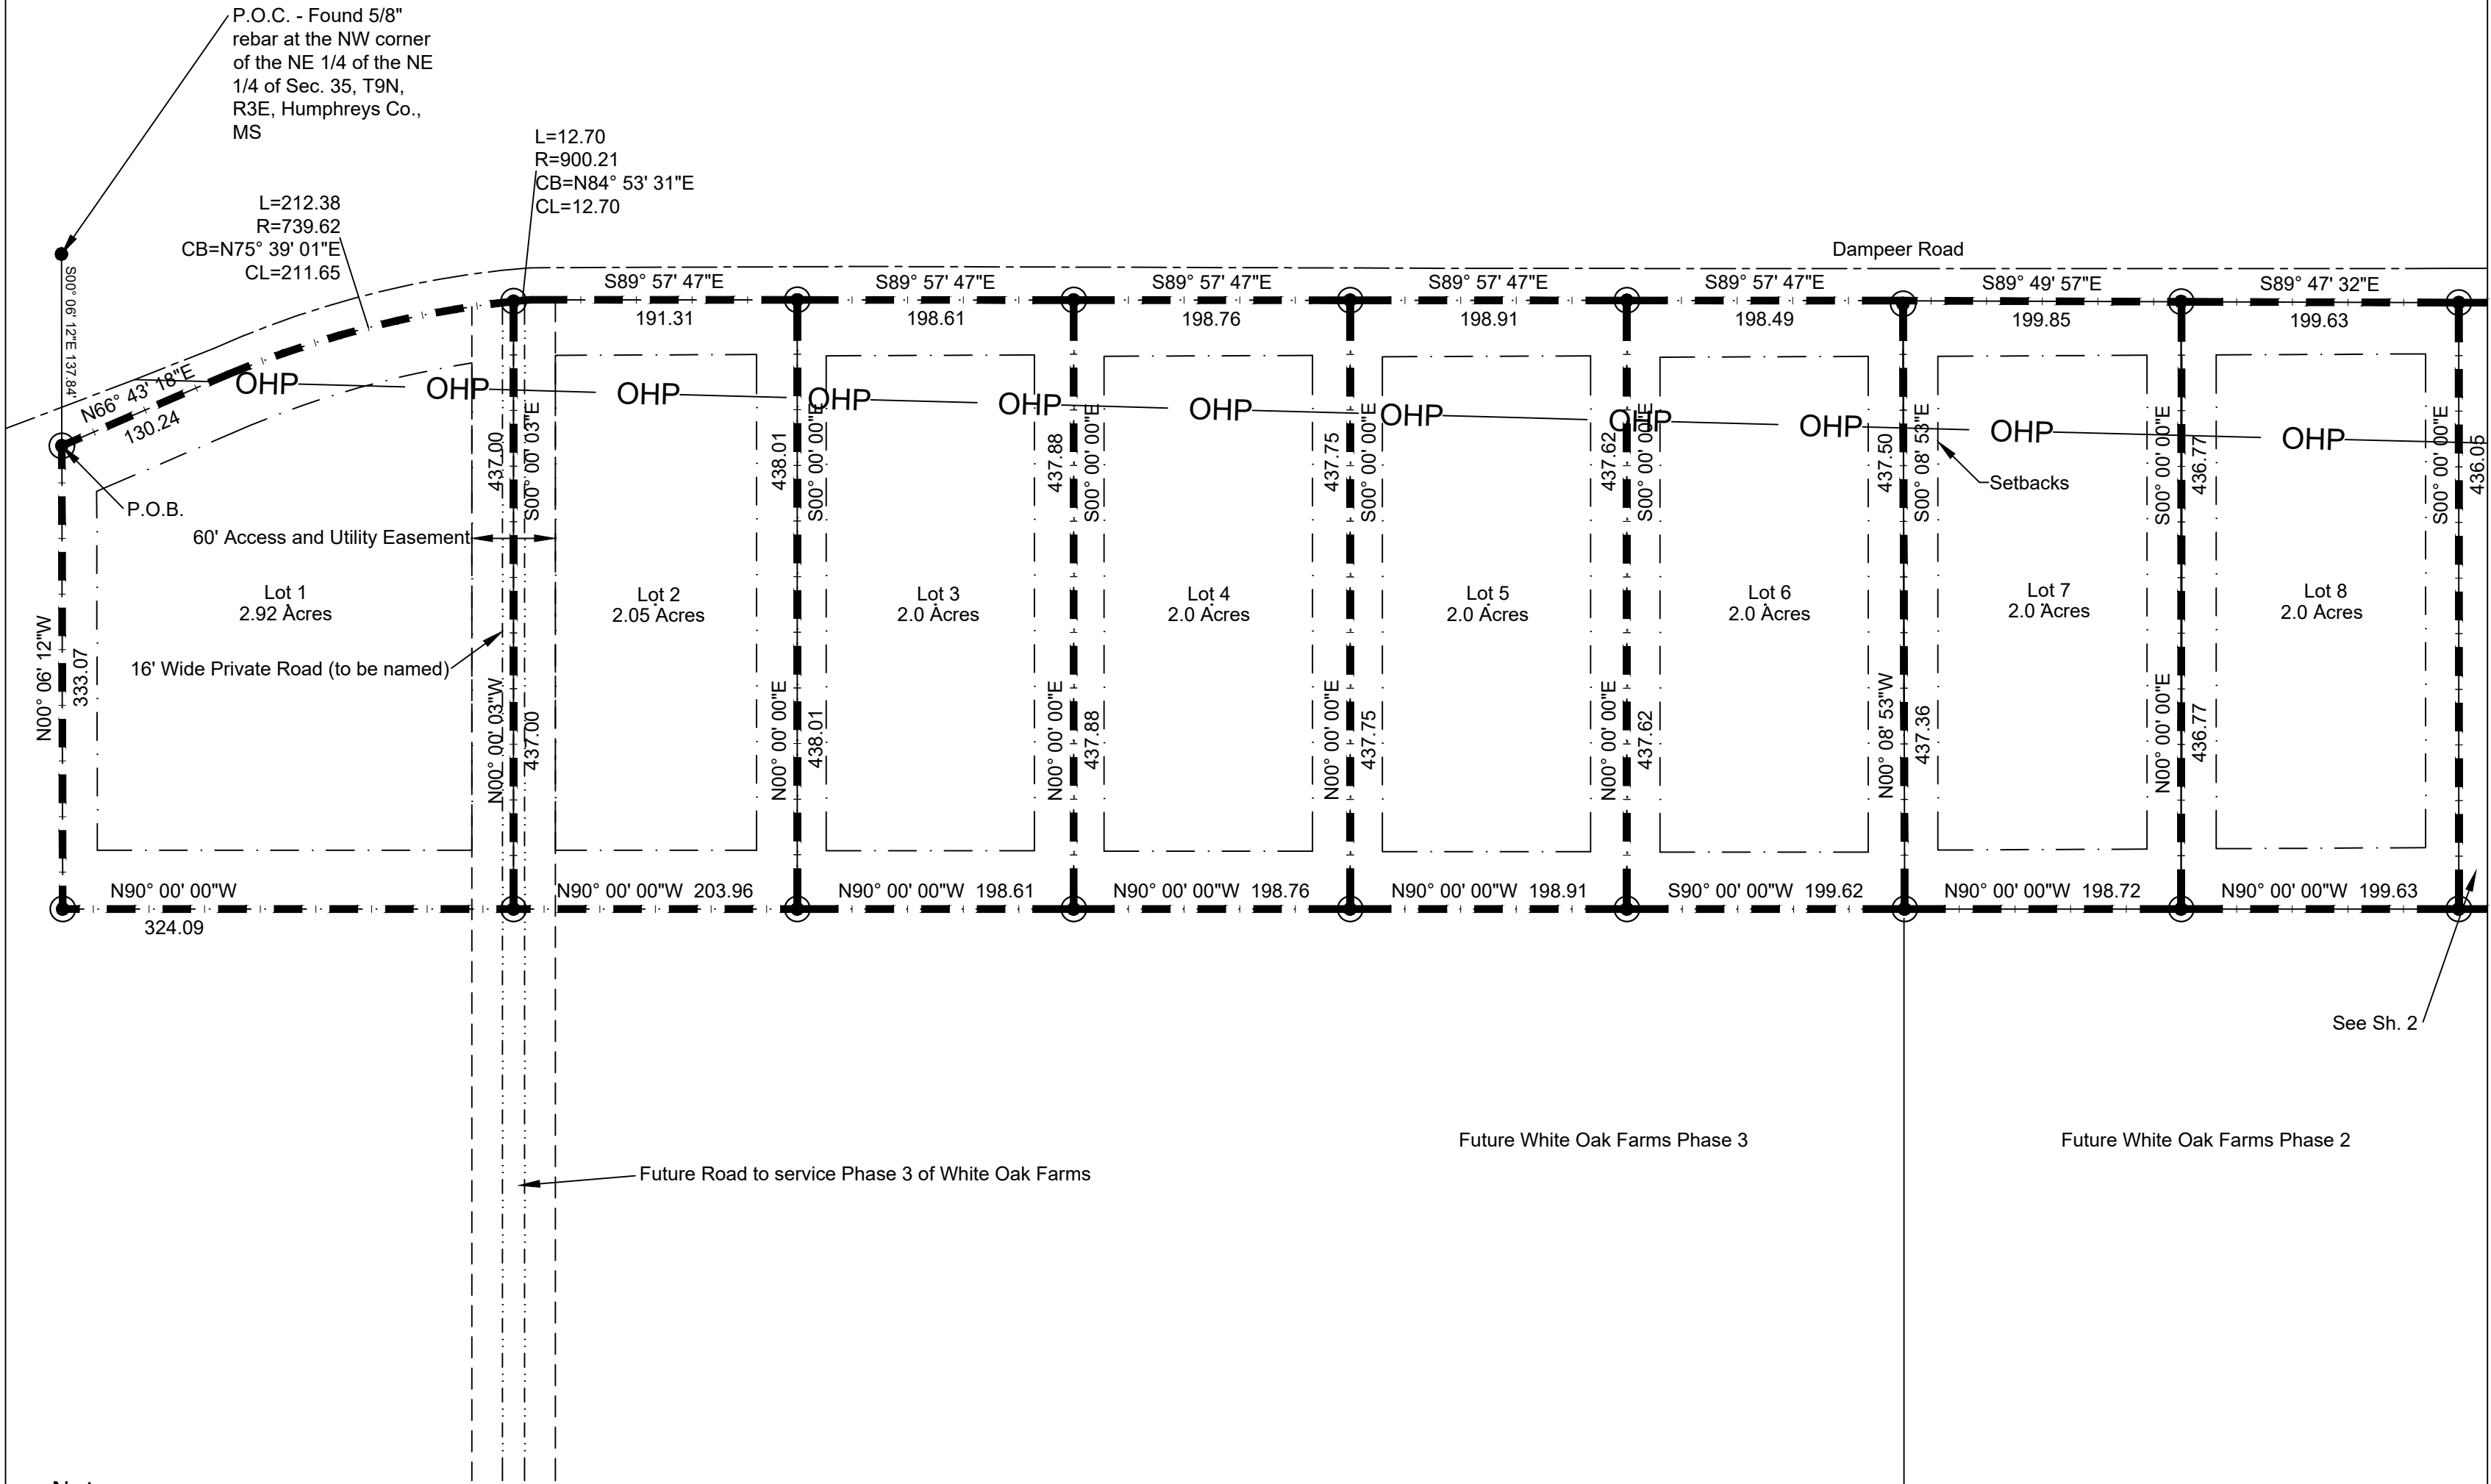 P.O.C. - Found 5/8"
rebar at the NW corner
of the NE 1/4 of the NE
1/4 of Sec. 35, T9N,
R3E, Humphreys Co.,
MS
L=12.70
R=900.21
CB=N84° 53' 31"E
CL=12.70
L=212.38
R=739.62
CB=N75° 39' 01"E
CL=211.65
Dampeer Road
S89° 57' 47"E
S89° 57' 47"E
S89° 57' 47"E
S89° 57' 47"E
S89° 57' 47"E
S89° 49' 57"E
S89° 47' 32"E
191.31
198.61
198.76
198.91
198.49
199.85
199.63
S00° 06' 12"E 137.84'
N66° 43' 18"E
130.24
OHP
OHP
OHP
OHP
OHP
OHP
OHP
OHP
OHP
OHP
OHP
437.00
S00° 00' 03"E
438.01
S00° 00' 00"E
437.88
S00° 00' 00"E
437.75
S00° 00' 00"E
437.62
S00° 00' 00"E
437.50
S00° 08' 53"E
S00° 00' 00"E
436.77
S00° 00' 00"E
436.05
Setbacks
P.O.B.
60' Access and Utility Easement
Lot 1
2.92 Acres
Lot 2
2.05 Acres
Lot 3
2.0 Acres
Lot 4
2.0 Acres
Lot 5
2.0 Acres
Lot 6
2.0 Acres
Lot 7
2.0 Acres
Lot 8
2.0 Acres
16' Wide Private Road (to be named)
N00° 06' 12"W
333.07
N00° 00' 03"W
437.00
N00° 00' 00"E
438.01
N00° 00' 00"E
437.88
N00° 00' 00"E
437.75
N00° 00' 00"E
437.62
N00° 08' 53"W
437.36
N00° 00' 00"E
436.77
N90° 00' 00"W
324.09
N90° 00' 00"W 203.96
N90° 00' 00"W 198.61
N90° 00' 00"W 198.76
N90° 00' 00"W 198.91
S90° 00' 00"W 199.62
N90° 00' 00"W 198.72
N90° 00' 00"W 199.63
See Sh. 2
Future White Oak Farms Phase 3
Future White Oak Farms Phase 2
Future Road to service Phase 3 of White Oak Farms